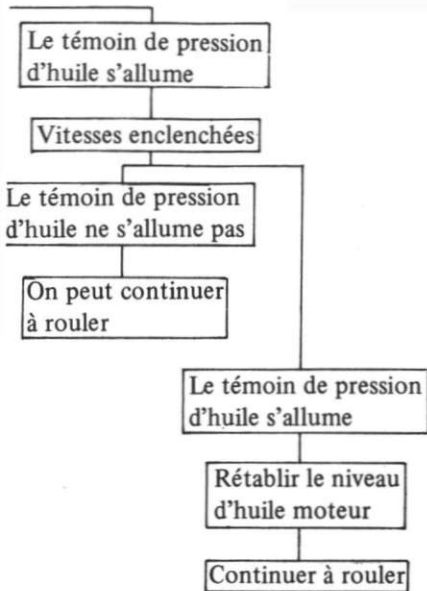 Le témoin de pression
d'huile s'allume
Vitesses enclenchées
Le témoin de pression
d'huile ne s'allume pas
On peut continuer
à rouler
Le témoin de pression
d'huile s'allume
Rétablir le niveau
d'huile moteur
Continuer à rouler